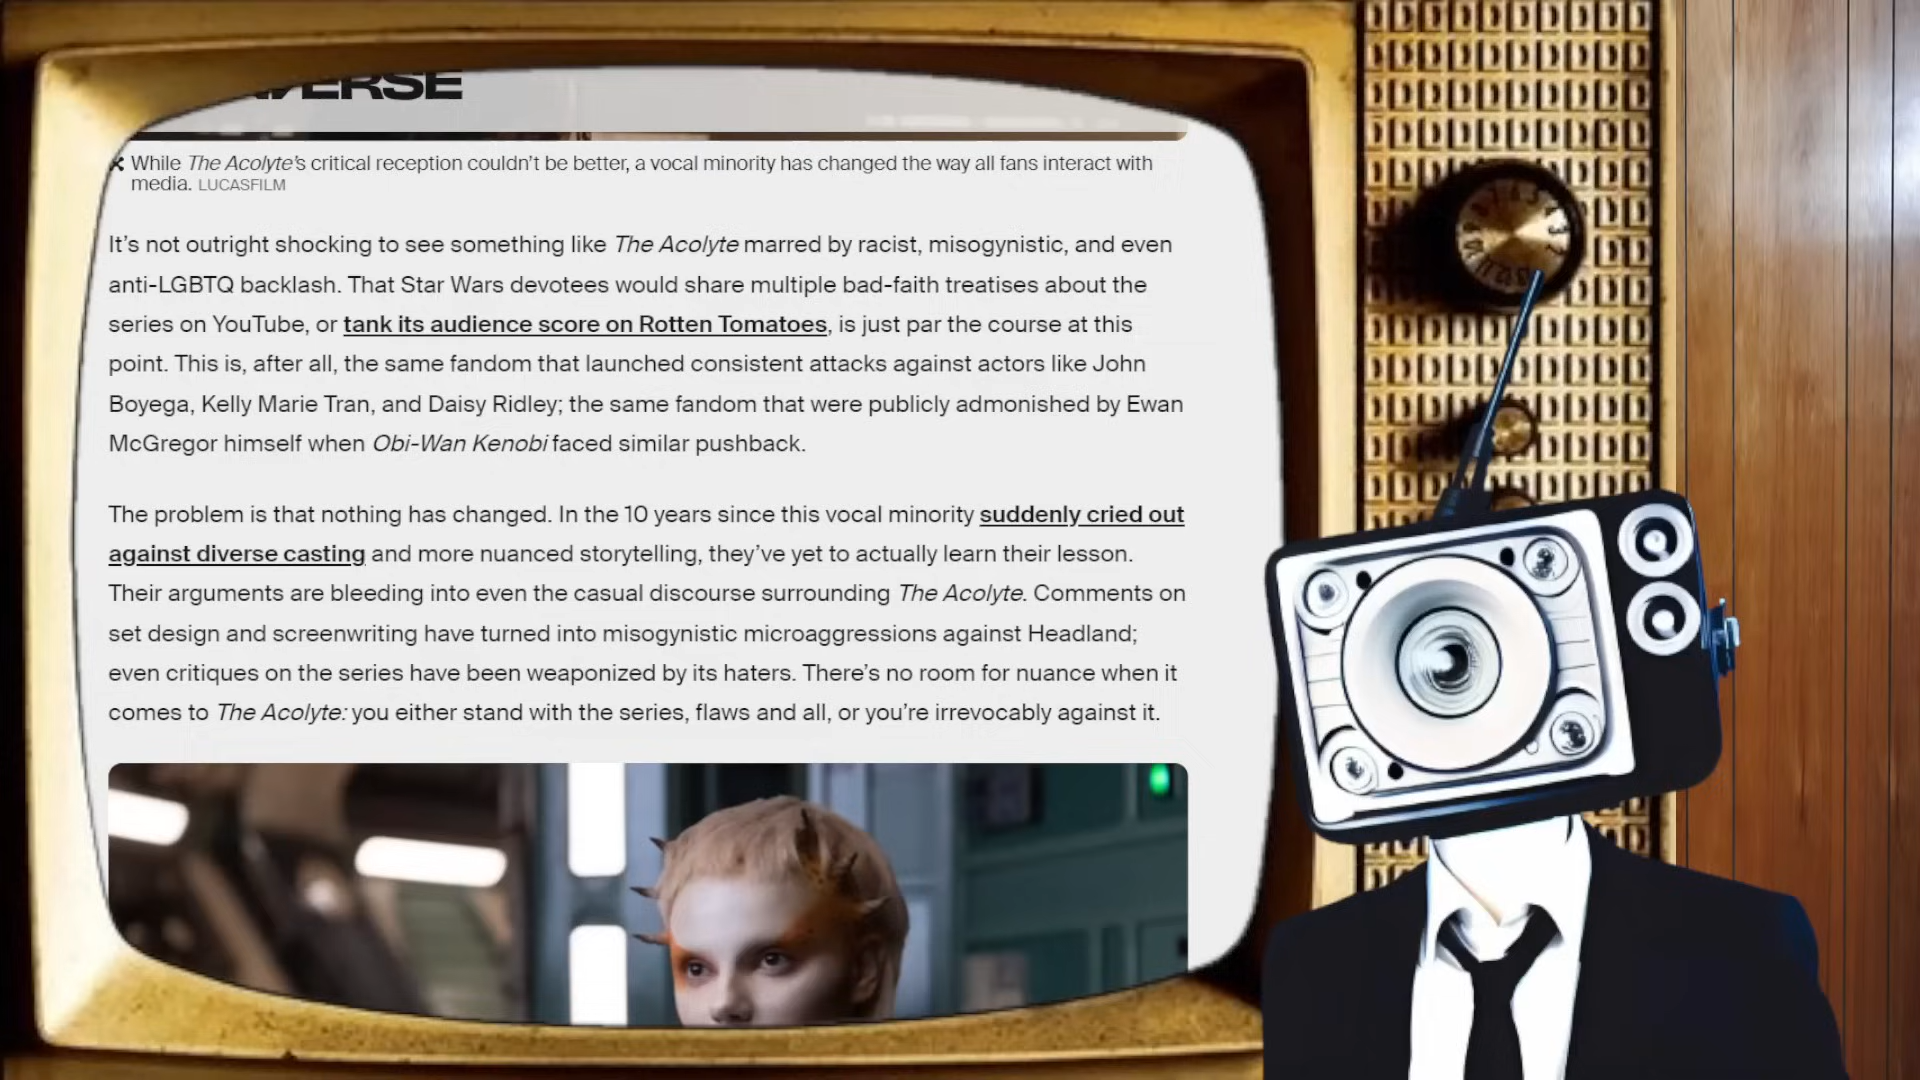 VERSE
While The Acolyte's critical reception couldn't be better, a vocal minority has changed the way all fans interact with
media. LUCASFILM
It's not outright shocking to see something like The Acolyte marred by racist, misogynistic, and even
anti-LGBTQ backlash. That Star Wars devotees would share multiple bad-faith treatises about the
series on YouTube, or tank its audience score on Rotten Tomatoes, is just par the course at this
point. This is, after all, the same fandom that launched consistent attacks against actors like John
Boyega, Kelly Marie Tran, and Daisy Ridley; the same fandom that were publicly admonished by Ewan
McGregor himself when Obi-Wan Kenobi faced similar pushback.
The problem is that nothing has changed. In the 10 years since this vocal minority suddenly cried out
against diverse casting and more nuanced storytelling, they've yet to actually learn their lesson.
Their arguments are bleeding into even the casual discourse surrounding The Acolyte. Comments on
set design and screenwriting have turned into misogynistic microaggressions against Headland;
even critiques on the series have been weaponized by its haters. There's no room for nuance when it
comes to The Acolyte: you either stand with the series, flaws and all, or you're irrevocably against it.